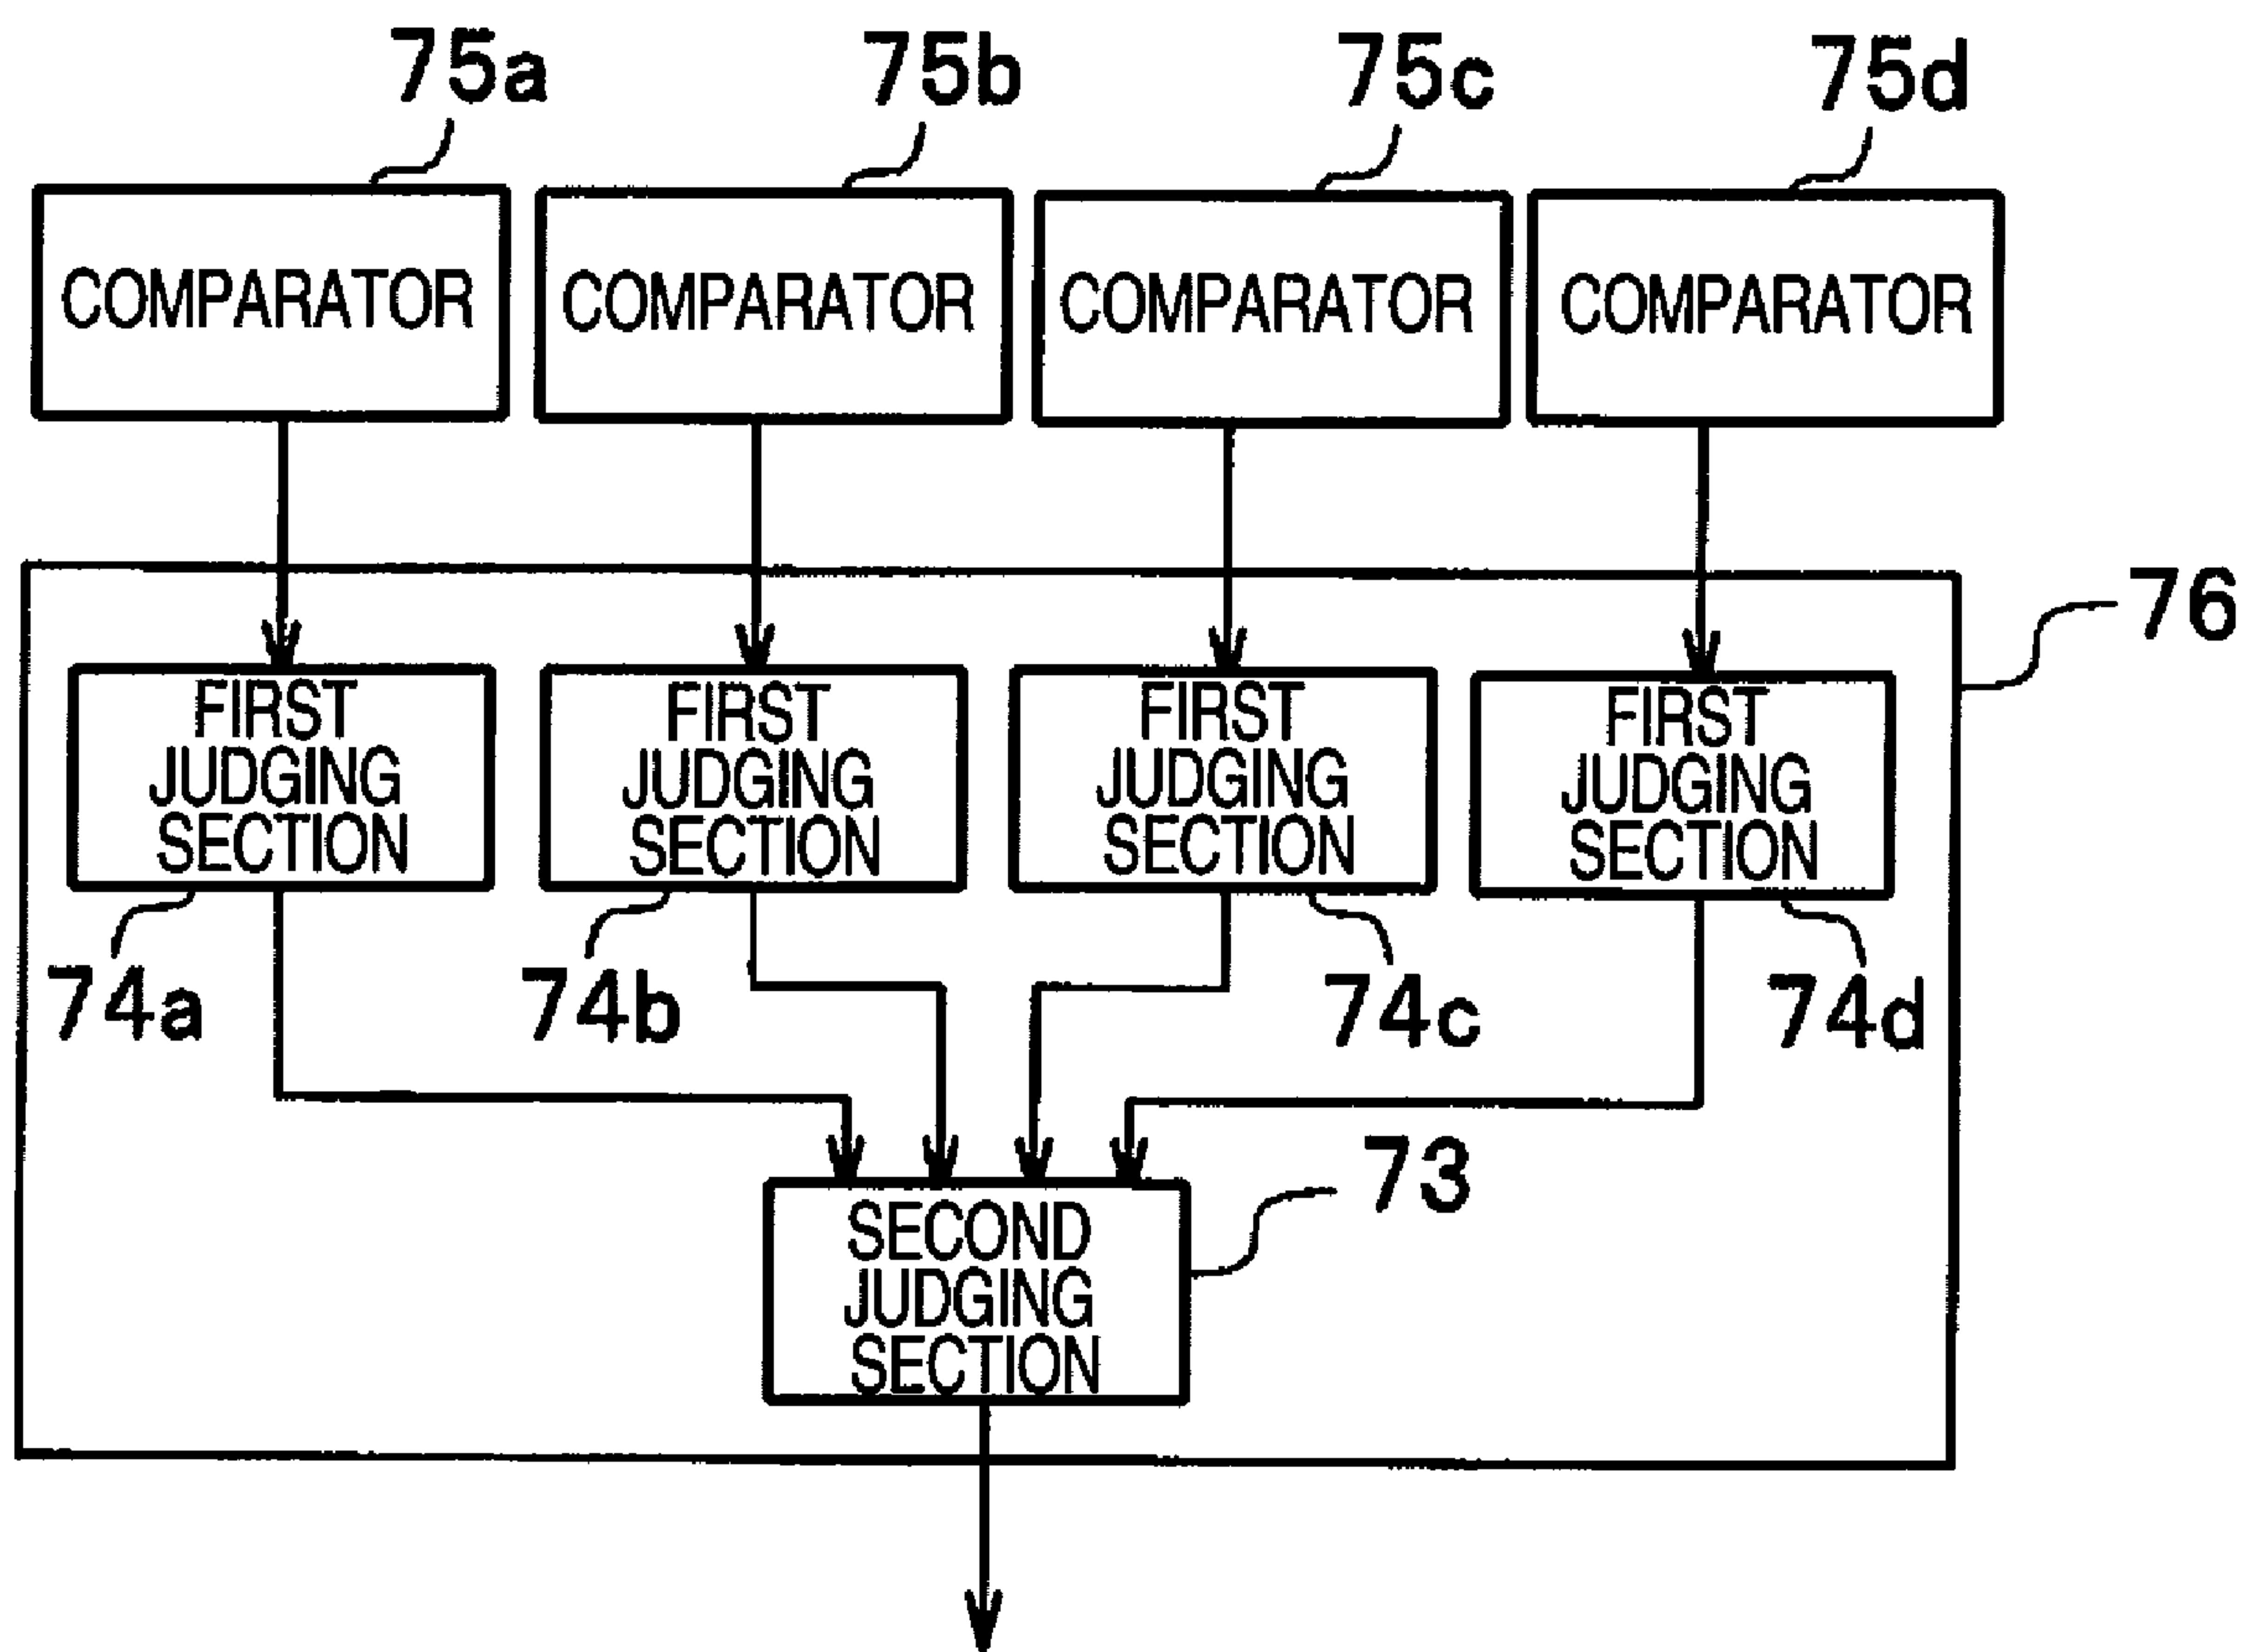 75a 75b 75c 75d
COMPARATOR COMPARATOR COMPARATOR COMPARATOR
76
FIRST JUDGING SECTION
FIRST JUDGING SECTION
FIRST JUDGING SECTION
FIRST JUDGING SECTION
74a 74b 74c 74d
73
SECOND
JUDGING
SECTION